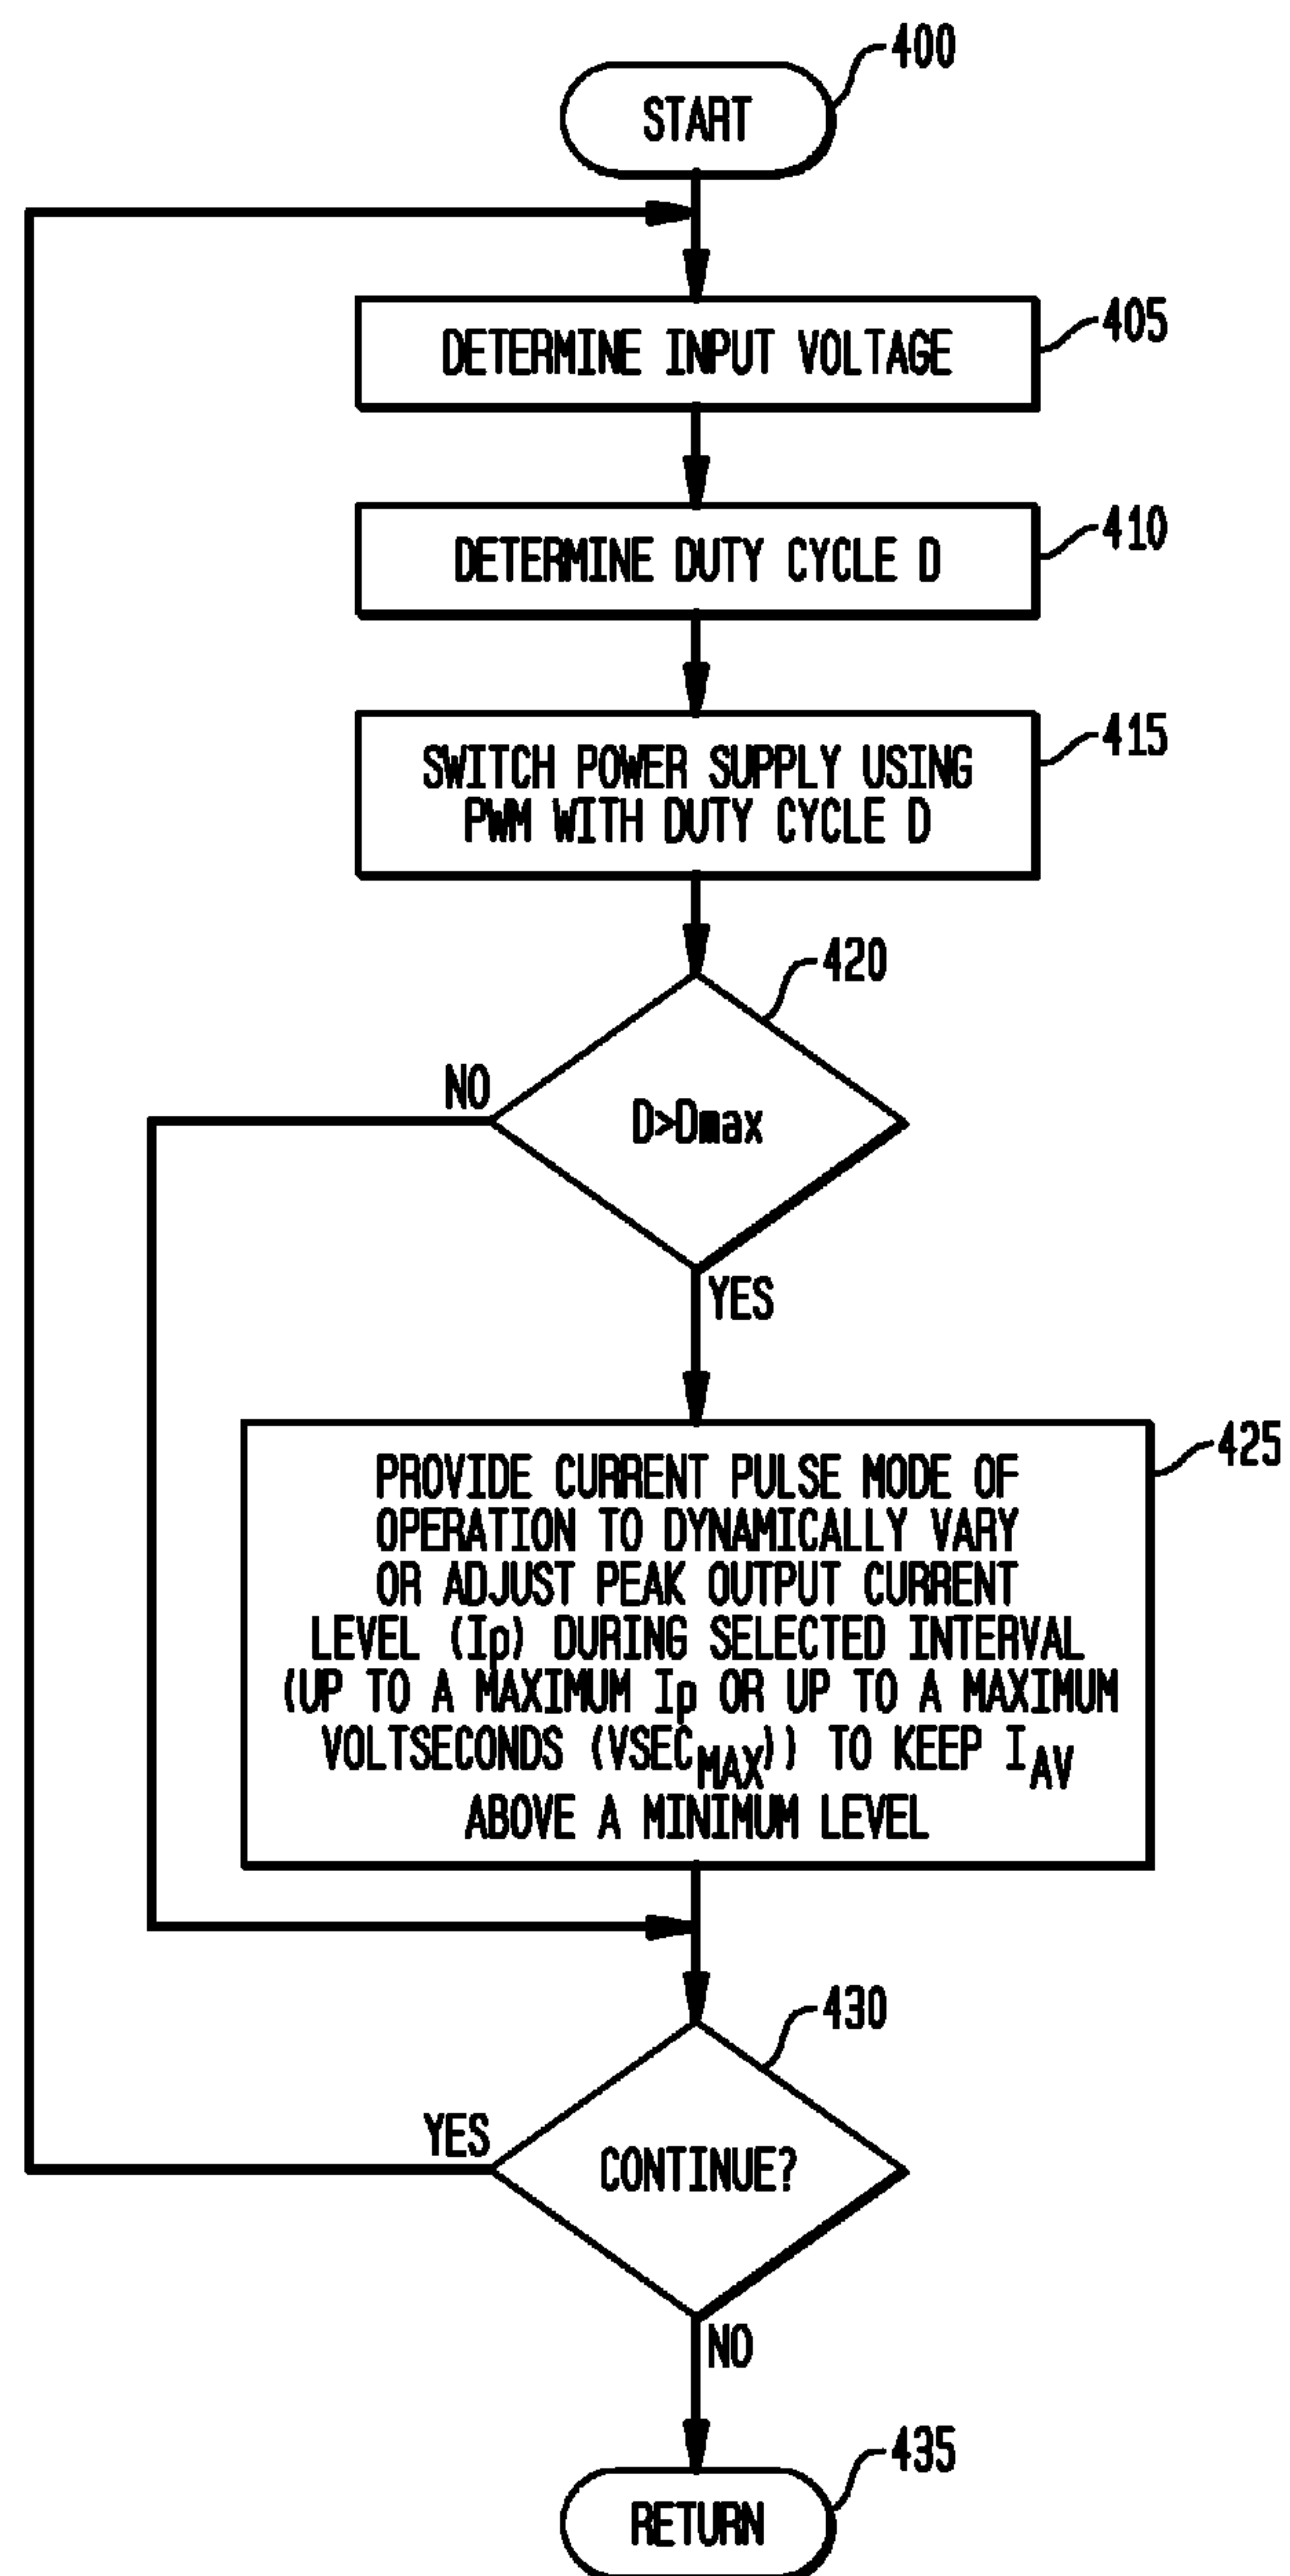 400
START
405
DETERMINE INPUT VOLTAGE
410
DETERMINE DUTY CYCLE D
415
SWITCH POWER SUPPLY USING
PWM WITH DUTY CYCLE D
420
NO
D>Dmax
YES
425
PROVIDE CURRENT PULSE MODE OF
OPERATION TO DYNAMICALLY VARY
OR ADJUST PEAK OUTPUT CURRENT
LEVEL (Ip) DURING SELECTED INTERVAL
(UP TO A MAXIMUM Ip OR UP TO A MAXIMUM
VOLTSECONDS (VSECMAX)) TO KEEP IAV
ABOVE A MINIMUM LEVEL
430
YES
CONTINUE?
NO
435
RETURN